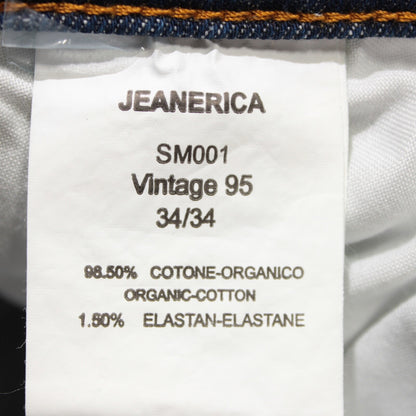 JEANERICA
SM001
Vintage 95
34/34
98.50% COTONE-ORGANICO
ORGANIC-COTTON
1.50% ELASTAN-ELASTANE